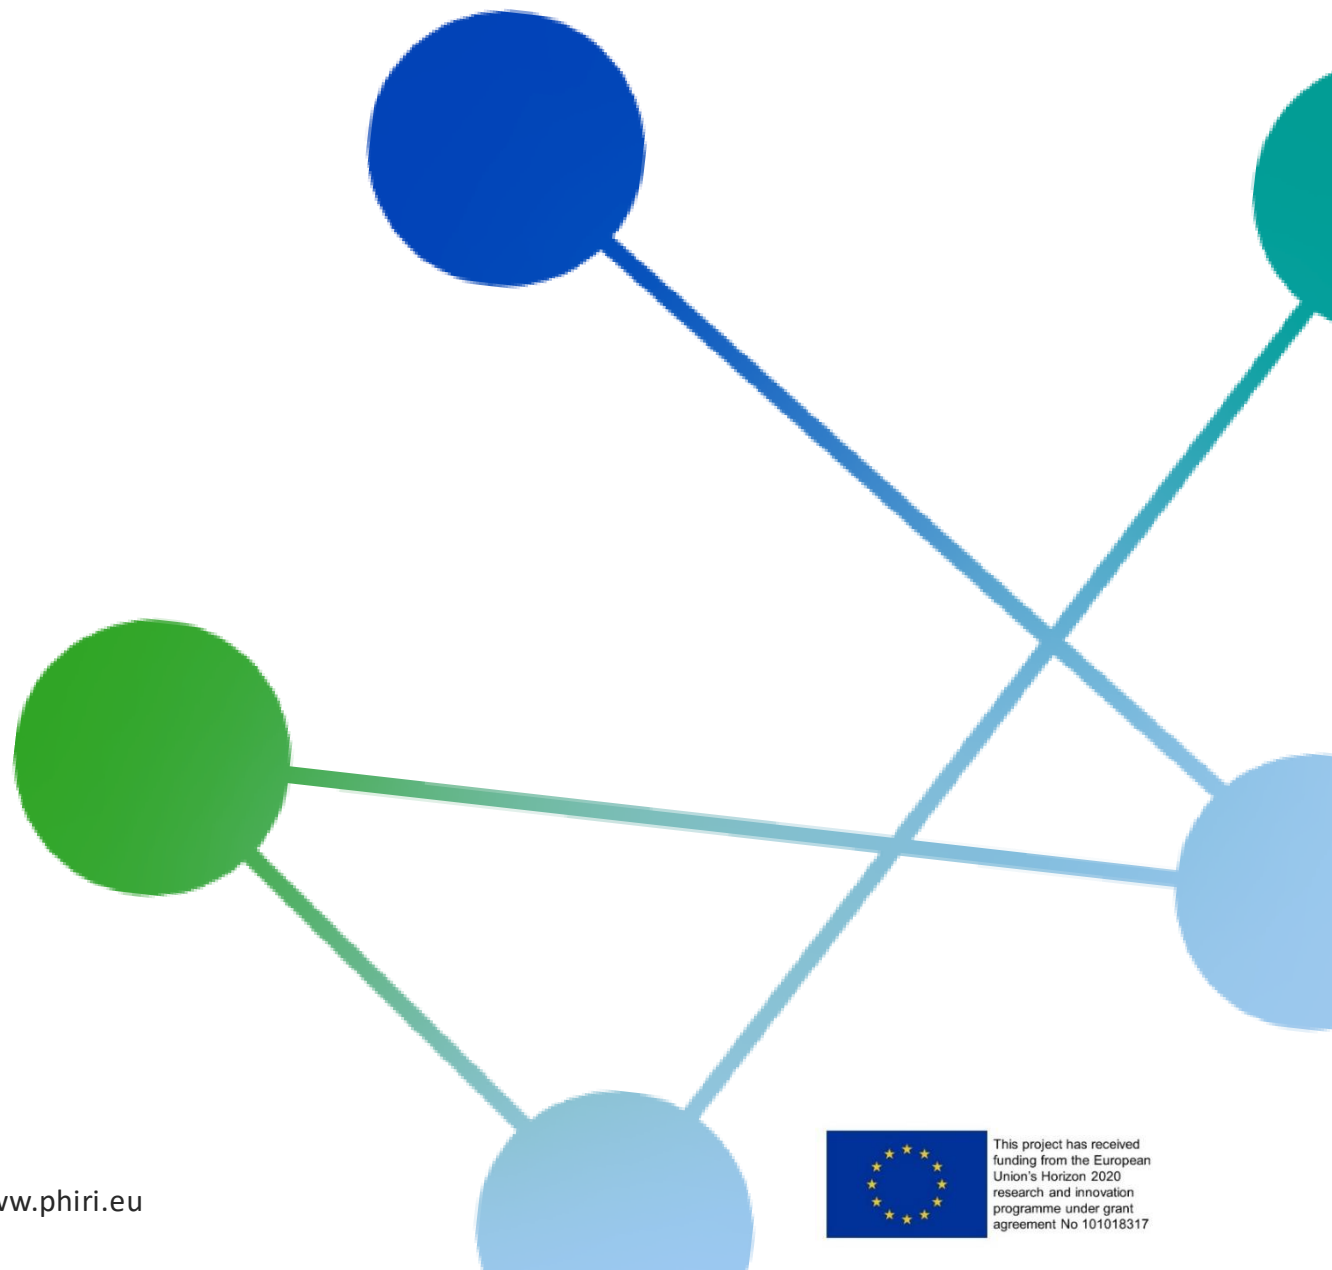 This project has received
funding from the European
Union's Horizon 2020
research and innovation
programme under grant
agreement No 101018317
w.phiri.eu